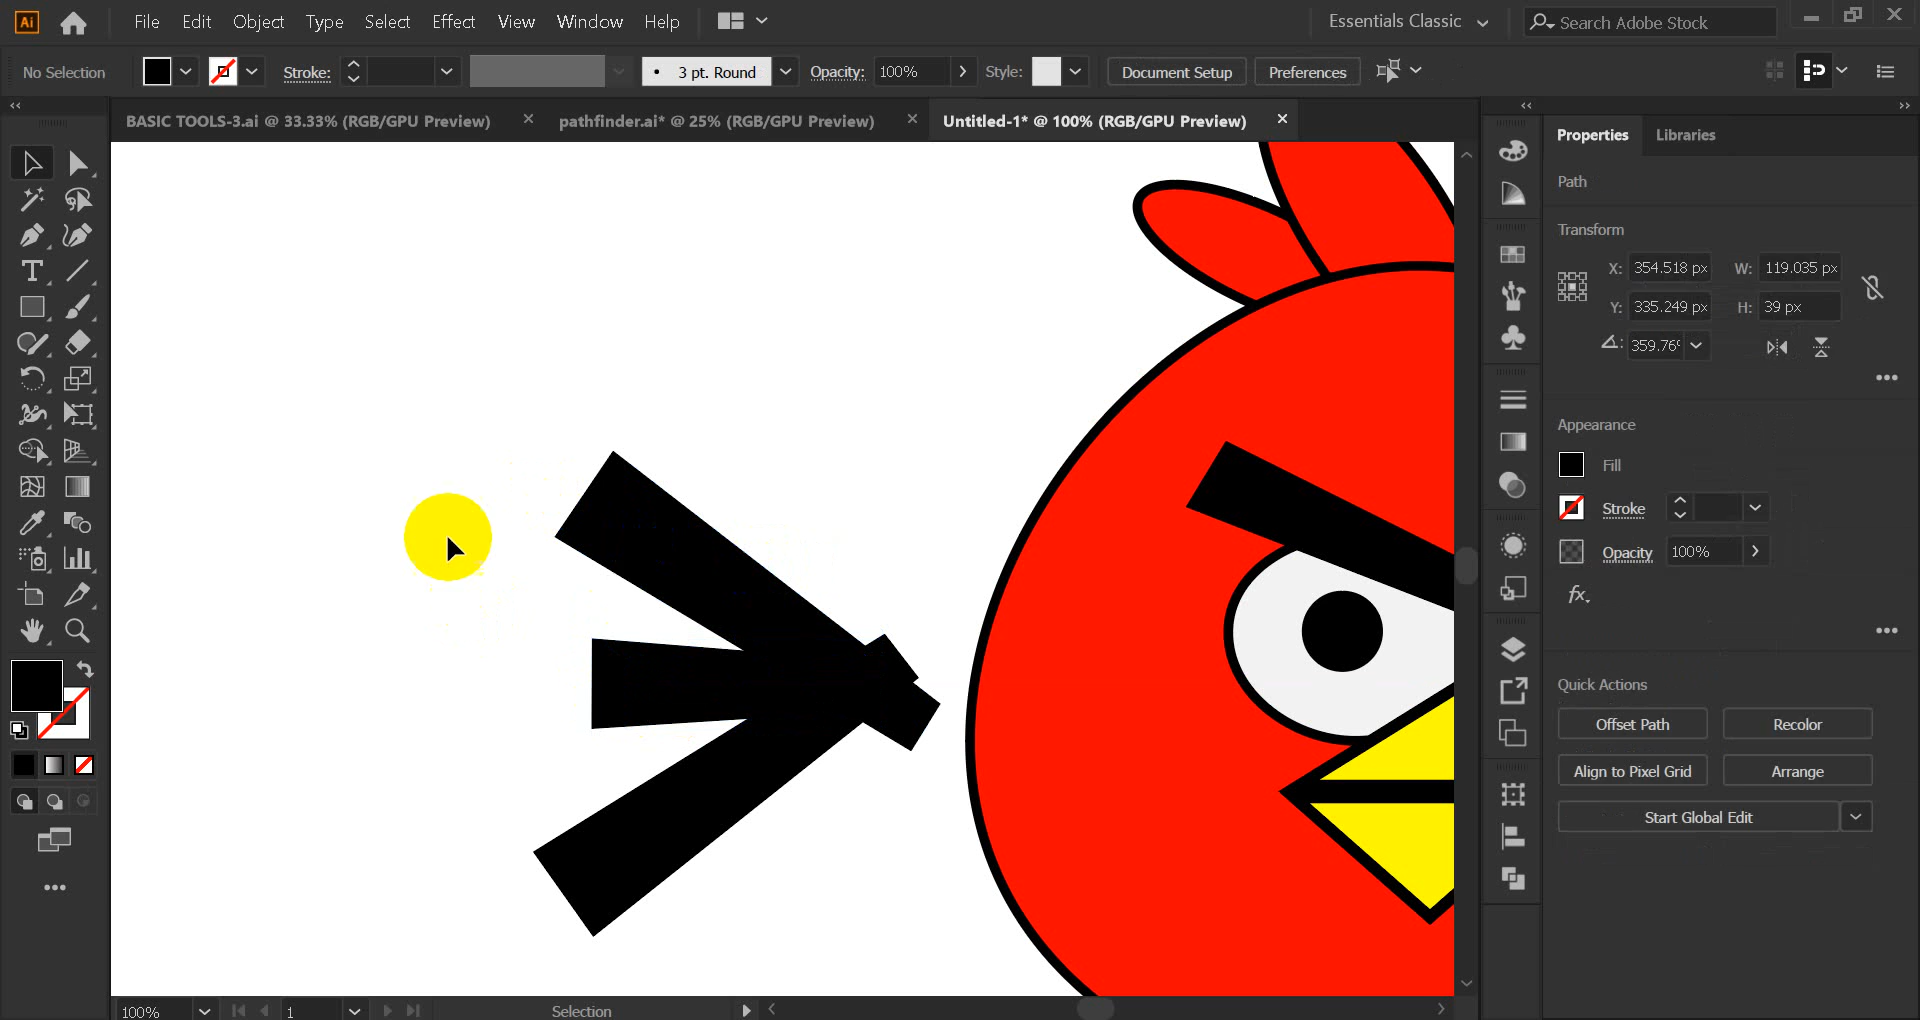 Ai File Edit Object Type Select Effect View Window Help Essentials Classic Search Adobe Stock
No Selection Stroke: 3 pt. Round Opacity: 100% Style: Document Setup Preferences
BASIC TOOLS-3.ai @ 33.33% (RGB/GPU Preview) × pathfinder.ai* @ 25% (RGB/GPU Preview) × Untitled-1* @ 100% (RGB/GPU Preview) ×
Properties Libraries
Path
Transform
X: 354.518 px W: 119.035 px
Y: 335.249 px H: 39 px
359.76°
Appearance
Fill
Stroke
Opacity 100%
fx.
Quick Actions
Offset Path Recolor
Align to Pixel Grid Arrange
Start Global Edit
100% 1 Selection